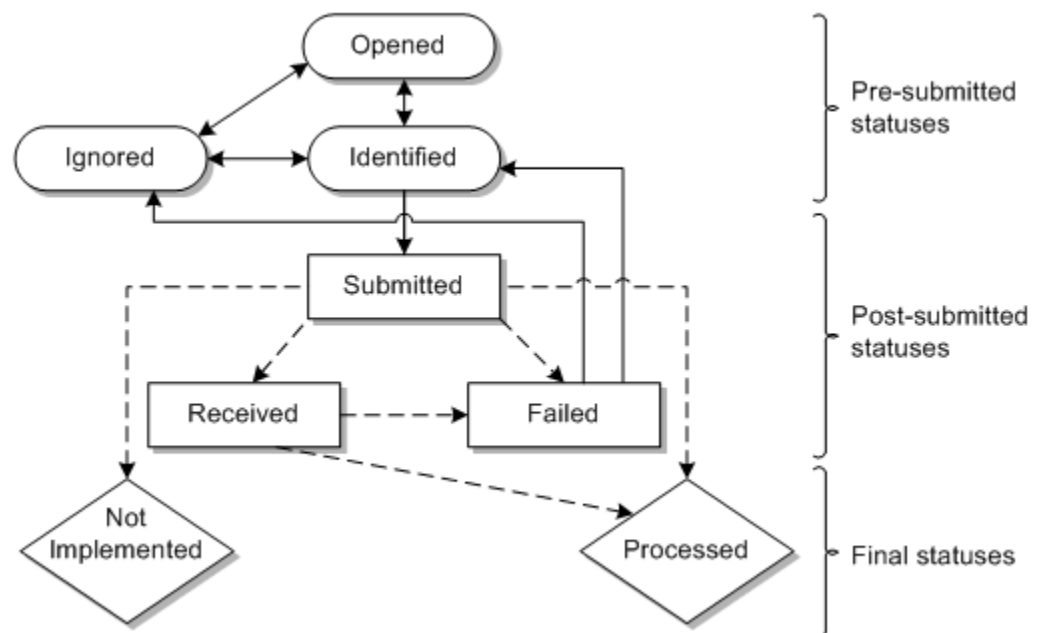 Opened
Pre-submitted
statuses
Ignored
Identified
Submitted
Post-submitted
statuses
Received
Failed
Not
Implemented
Processed
Final statuses